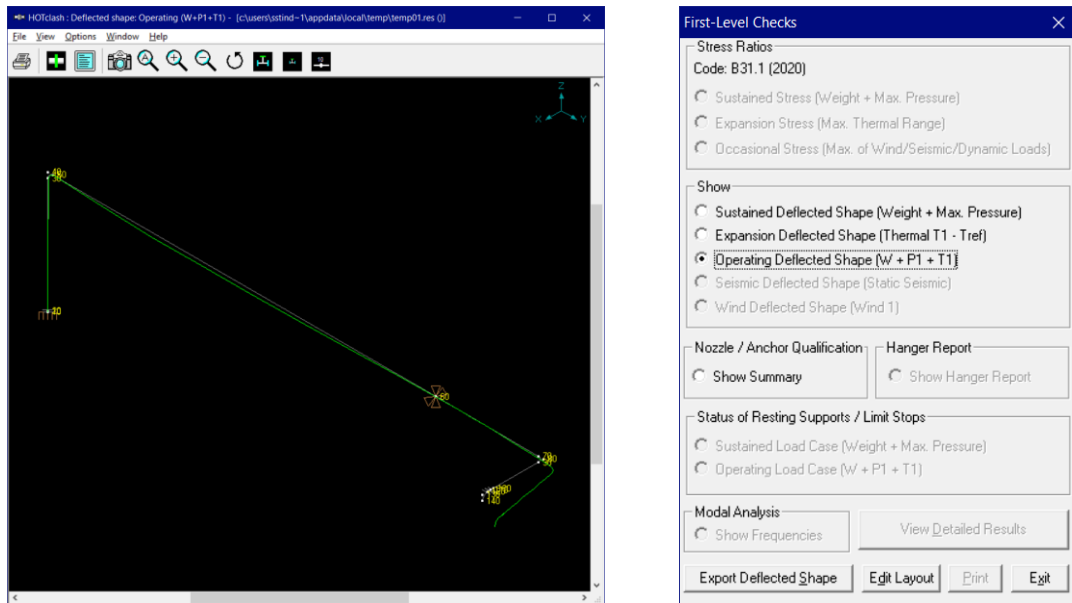 HOTclash : Deflected shape: Operating (W+P1+T1) - [c:\users\sstind~1\appdata\local\temp\temp01.res ()]
File View Options Window Help
Z
X Y
60
70
90
140
First-Level Checks
Stress Ratios
Code: B31.1 (2020)
Sustained Stress (Weight + Max. Pressure)
Expansion Stress (Max. Thermal Range)
Occasional Stress (Max. of Wind/Seismic/Dynamic Loads)
Show
Sustained Deflected Shape (Weight + Max. Pressure)
Expansion Deflected Shape (Thermal T1 - Tref)
Operating Deflected Shape (W + P1 + T1)
Seismic Deflected Shape (Static Seismic)
Wind Deflected Shape (Wind 1)
Nozzle / Anchor Qualification
Show Summary
Hanger Report
Show Hanger Report
Status of Resting Supports / Limit Stops
Sustained Load Case (Weight + Max. Pressure)
Operating Load Case (W + P1 + T1)
Modal Analysis
Show Frequencies
View Detailed Results
Export Deflected Shape
Edit Layout
Print
Exit